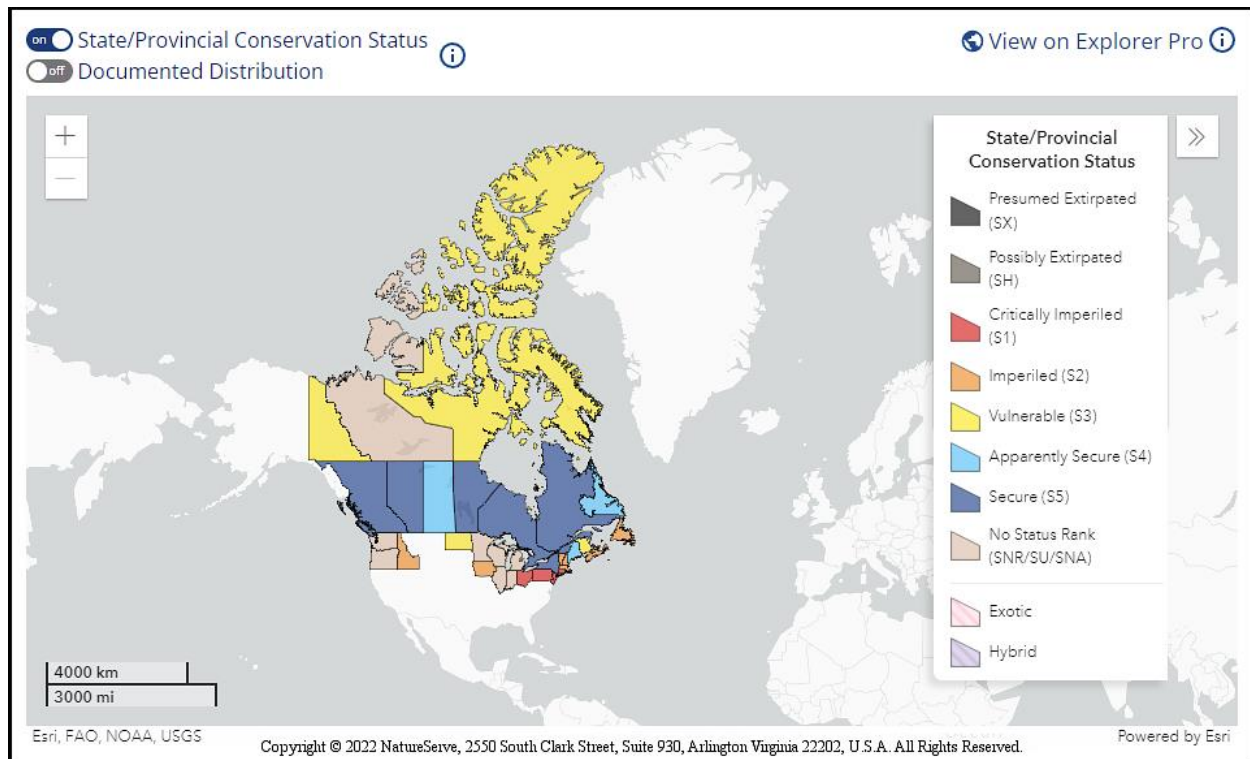 on State/Provincial Conservation Status
off Documented Distribution
View on Explorer Pro
State/Provincial
Conservation Status
Presumed Extirpated
(SX)
Possibly Extirpated
(SH)
Critically Imperiled
(S1)
Imperiled (S2)
Vulnerable (S3)
Apparently Secure (S4)
Secure (S5)
No Status Rank
(SNR/SU/SNA)
Exotic
Hybrid
4000 km
3000 mi
Esri, FAO, NOAA, USGS
Copyright © 2022 NatureServe, 2550 South Clark Street, Suite 930, Arlington Virginia 22202, U.S.A. All Rights Reserved.
Powered by Esri